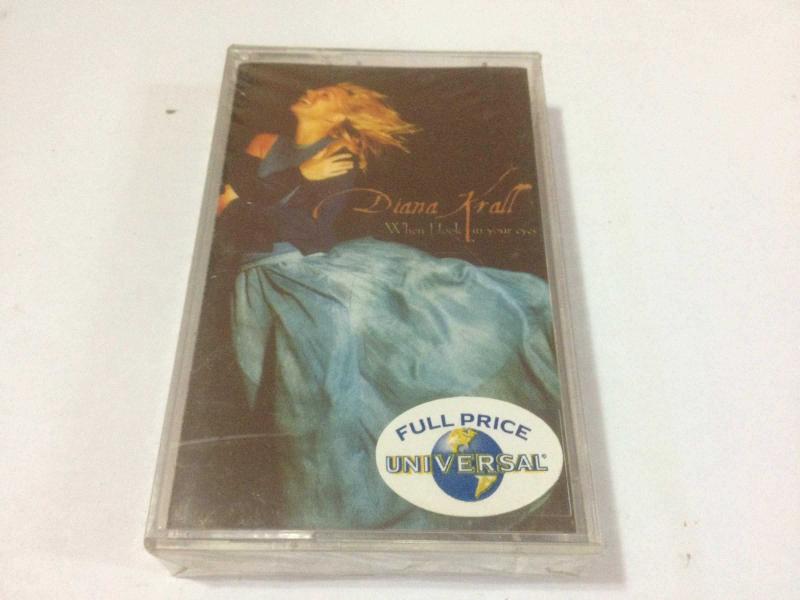 Diana Krall
When I look in your eyes
FULL PRICE
UNIVERSAL